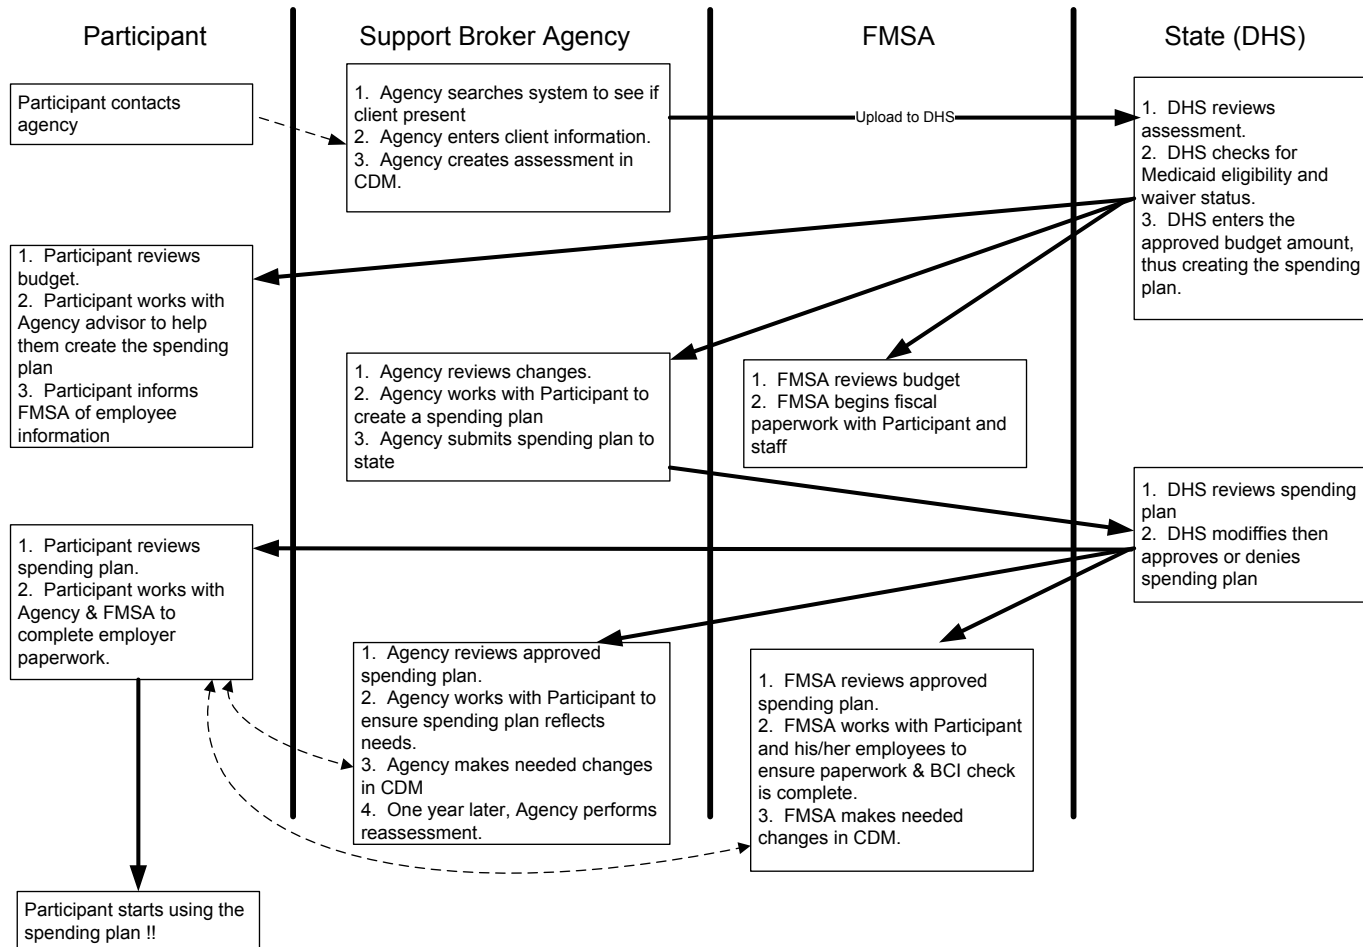 Participant
Support Broker Agency
FMSA
State (DHS)
Participant contacts
agency
1. Agency searches system to see if
client present
2. Agency enters client information.
3. Agency creates assessment in
CDM.
Upload to DHS
1. DHS reviews
assessment.
2. DHS checks for
Medicaid eligibility and
waiver status.
3. DHS enters the
approved budget amount,
thus creating the spending
plan.
1. Participant reviews
budget.
2. Participant works with
Agency advisor to help
them create the spending
plan
3. Participant informs
FMSA of employee
information
1. Agency reviews changes.
2. Agency works with Participant to
create a spending plan
3. Agency submits spending plan to
state
1. FMSA reviews budget
2. FMSA begins fiscal
paperwork with Participant and
staff
1. DHS reviews spending
plan
2. DHS modiffies then
approves or denies
spending plan
1. Participant reviews
spending plan.
2. Participant works with
Agency & FMSA to
complete employer
paperwork.
1. Agency reviews approved
spending plan.
2. Agency works with Participant to
ensure spending plan reflects
needs.
3. Agency makes needed changes
in CDM
4. One year later, Agency performs
reassessment.
1. FMSA reviews approved
spending plan.
2. FMSA works with Participant
and his/her employees to
ensure paperwork & BCI check
is complete.
3. FMSA makes needed
changes in CDM.
Participant starts using the
spending plan !!